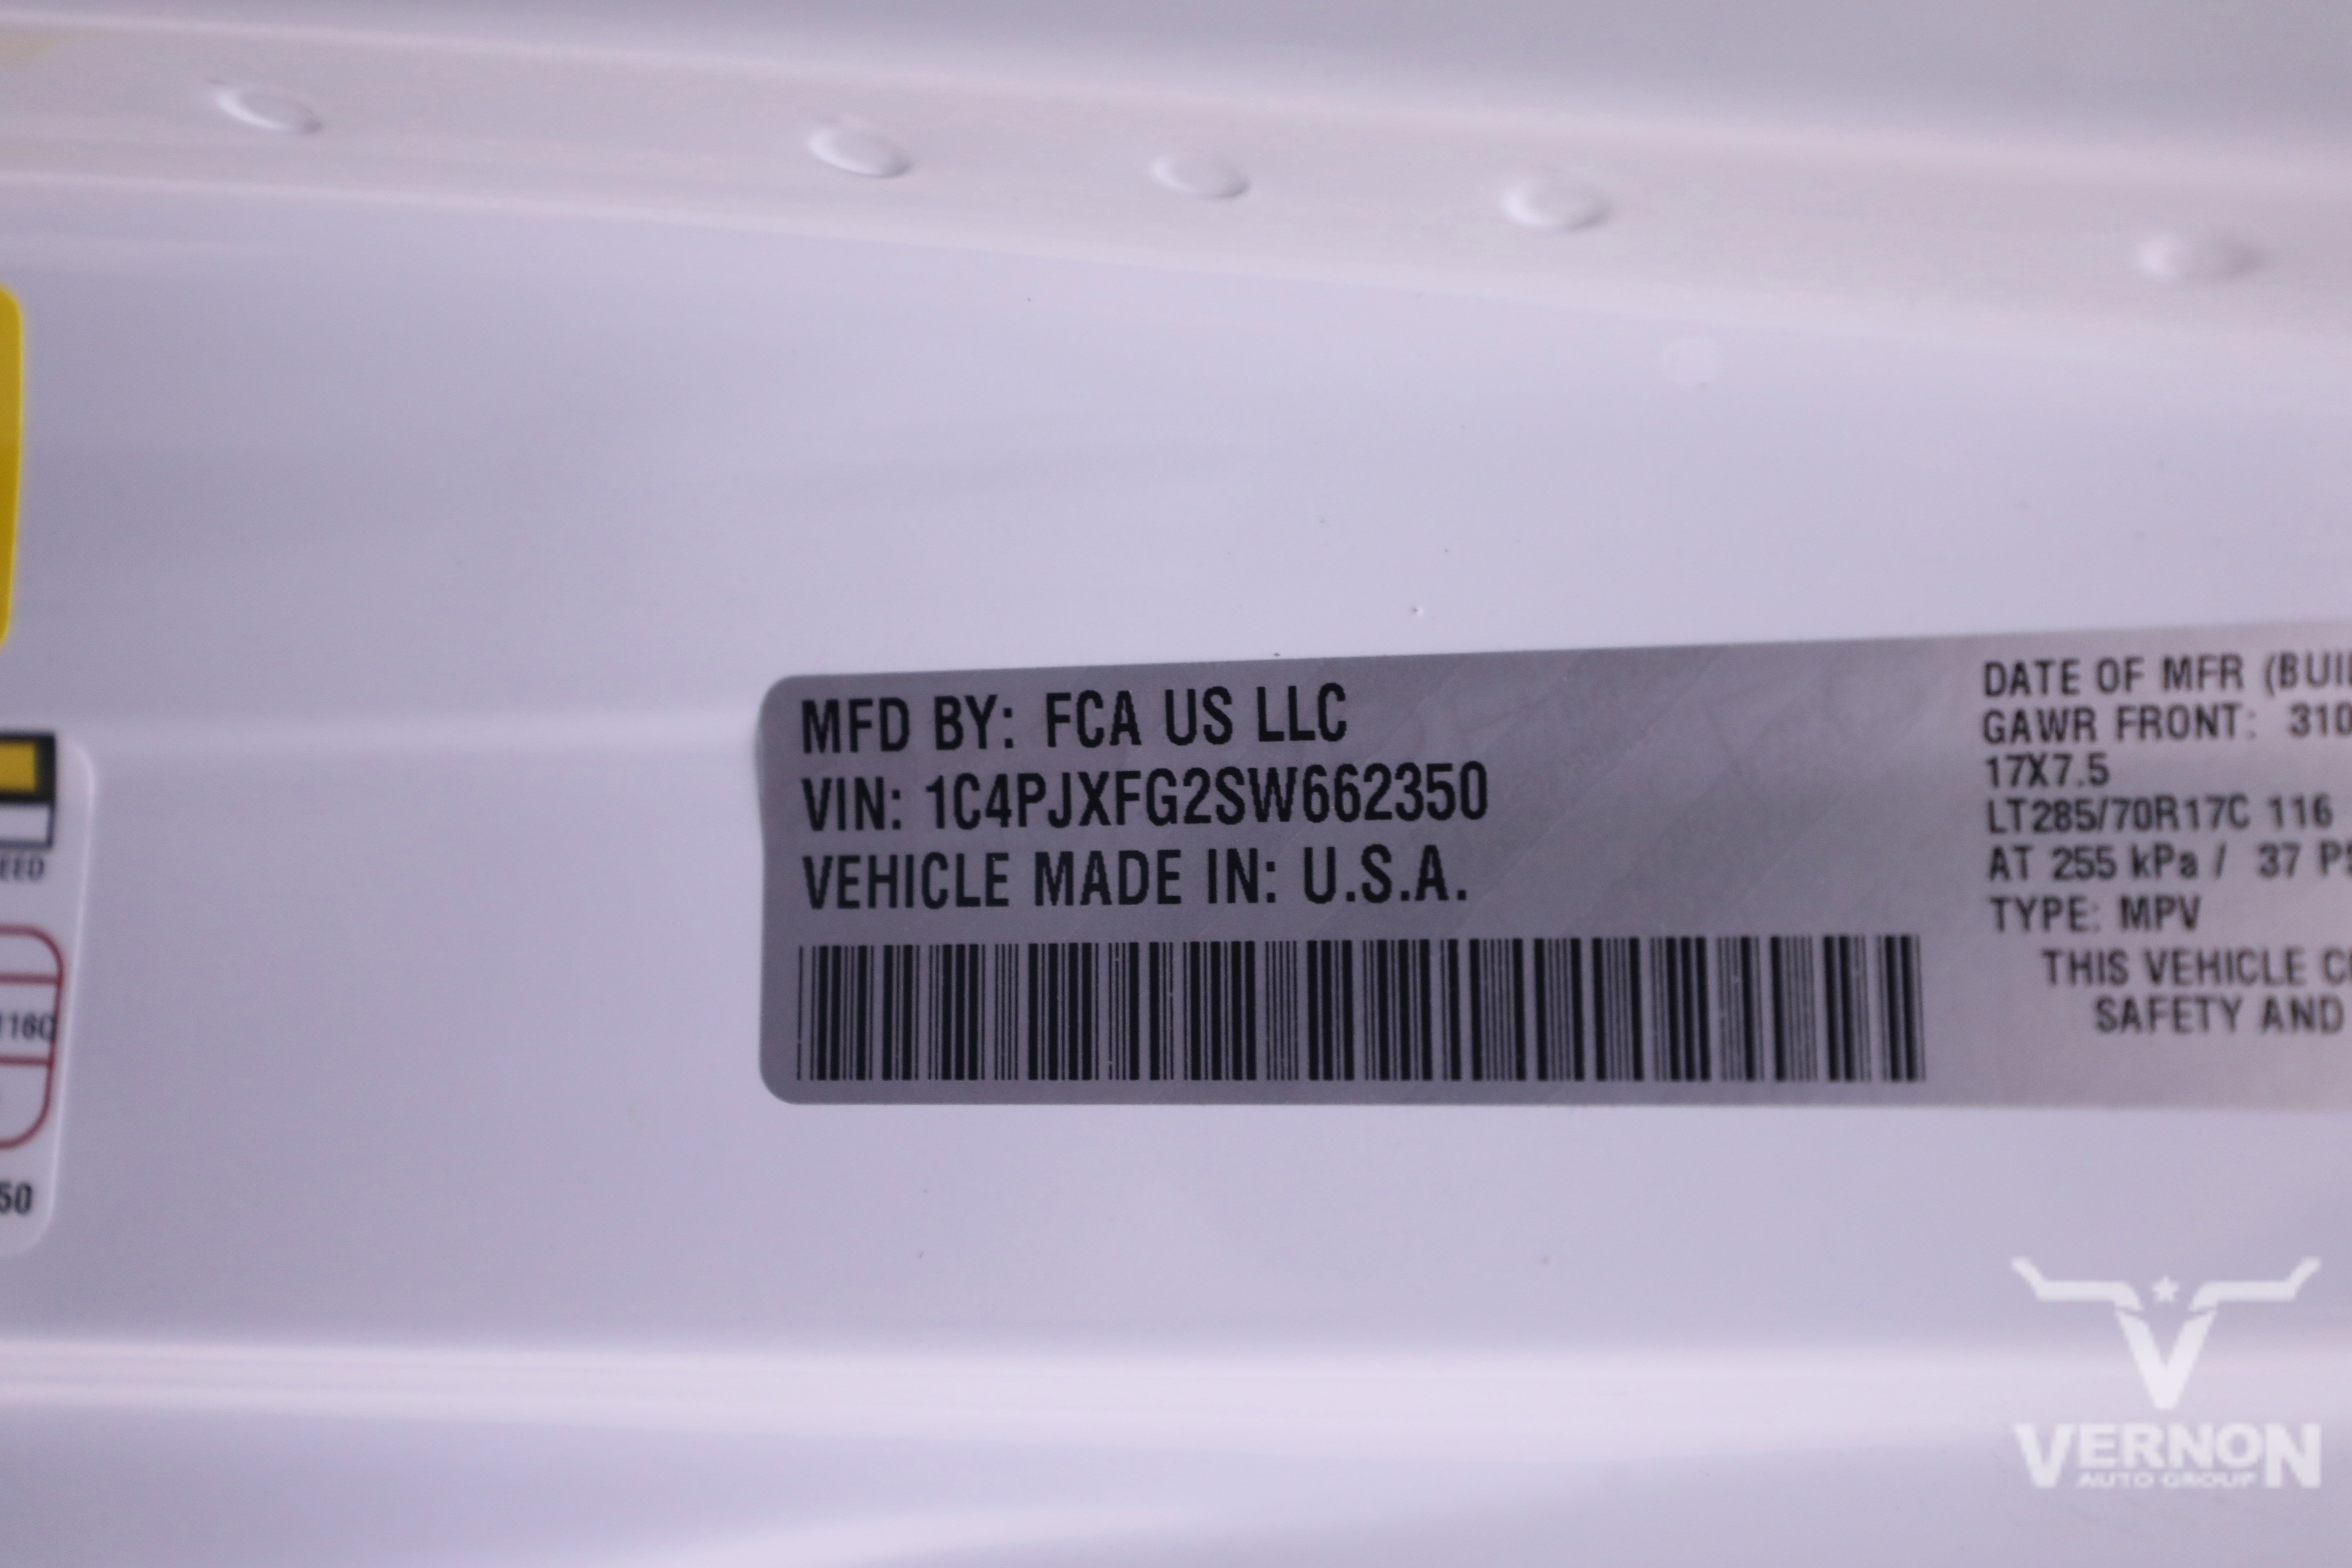 MFD BY: FCA US LLC
VIN: 1C4PJXFG2SW662350
VEHICLE MADE IN: U.S.A.
DATE OF MFR
GAWR FRONT:
17X7.5
LT285/70R17C 116
AT 255 kPa / 37
TYPE: MPV
THIS VEHICLE
SAFETY AND
VERNON
AUTO GROUP